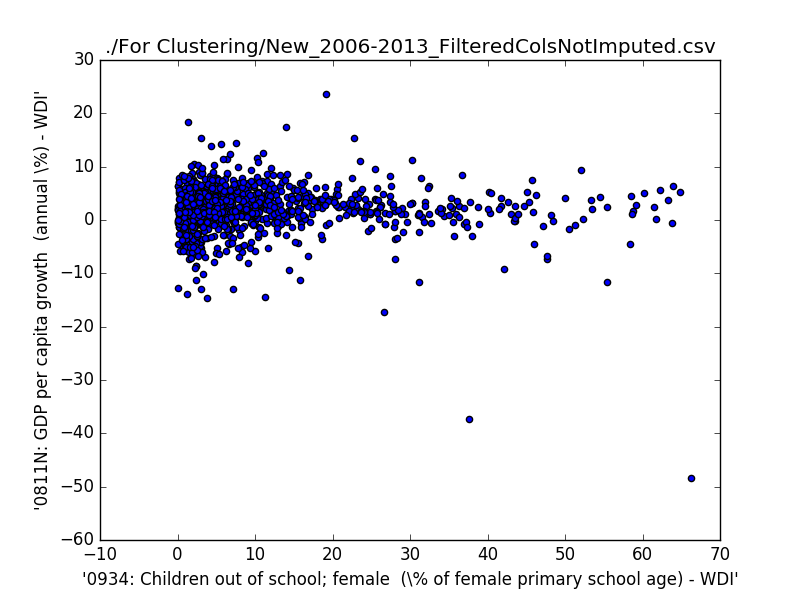 ./For Clustering/New_2006-2013_FilteredColsNotImputed.csv
30
20
10
0
−10
−20
−30
−40
−50
−60
'0811N: GDP per capita growth  (annual \%) - WDI'
−10 0 10 20 30 40 50 60 70
'0934: Children out of school; female  (\% of female primary school age) - WDI'